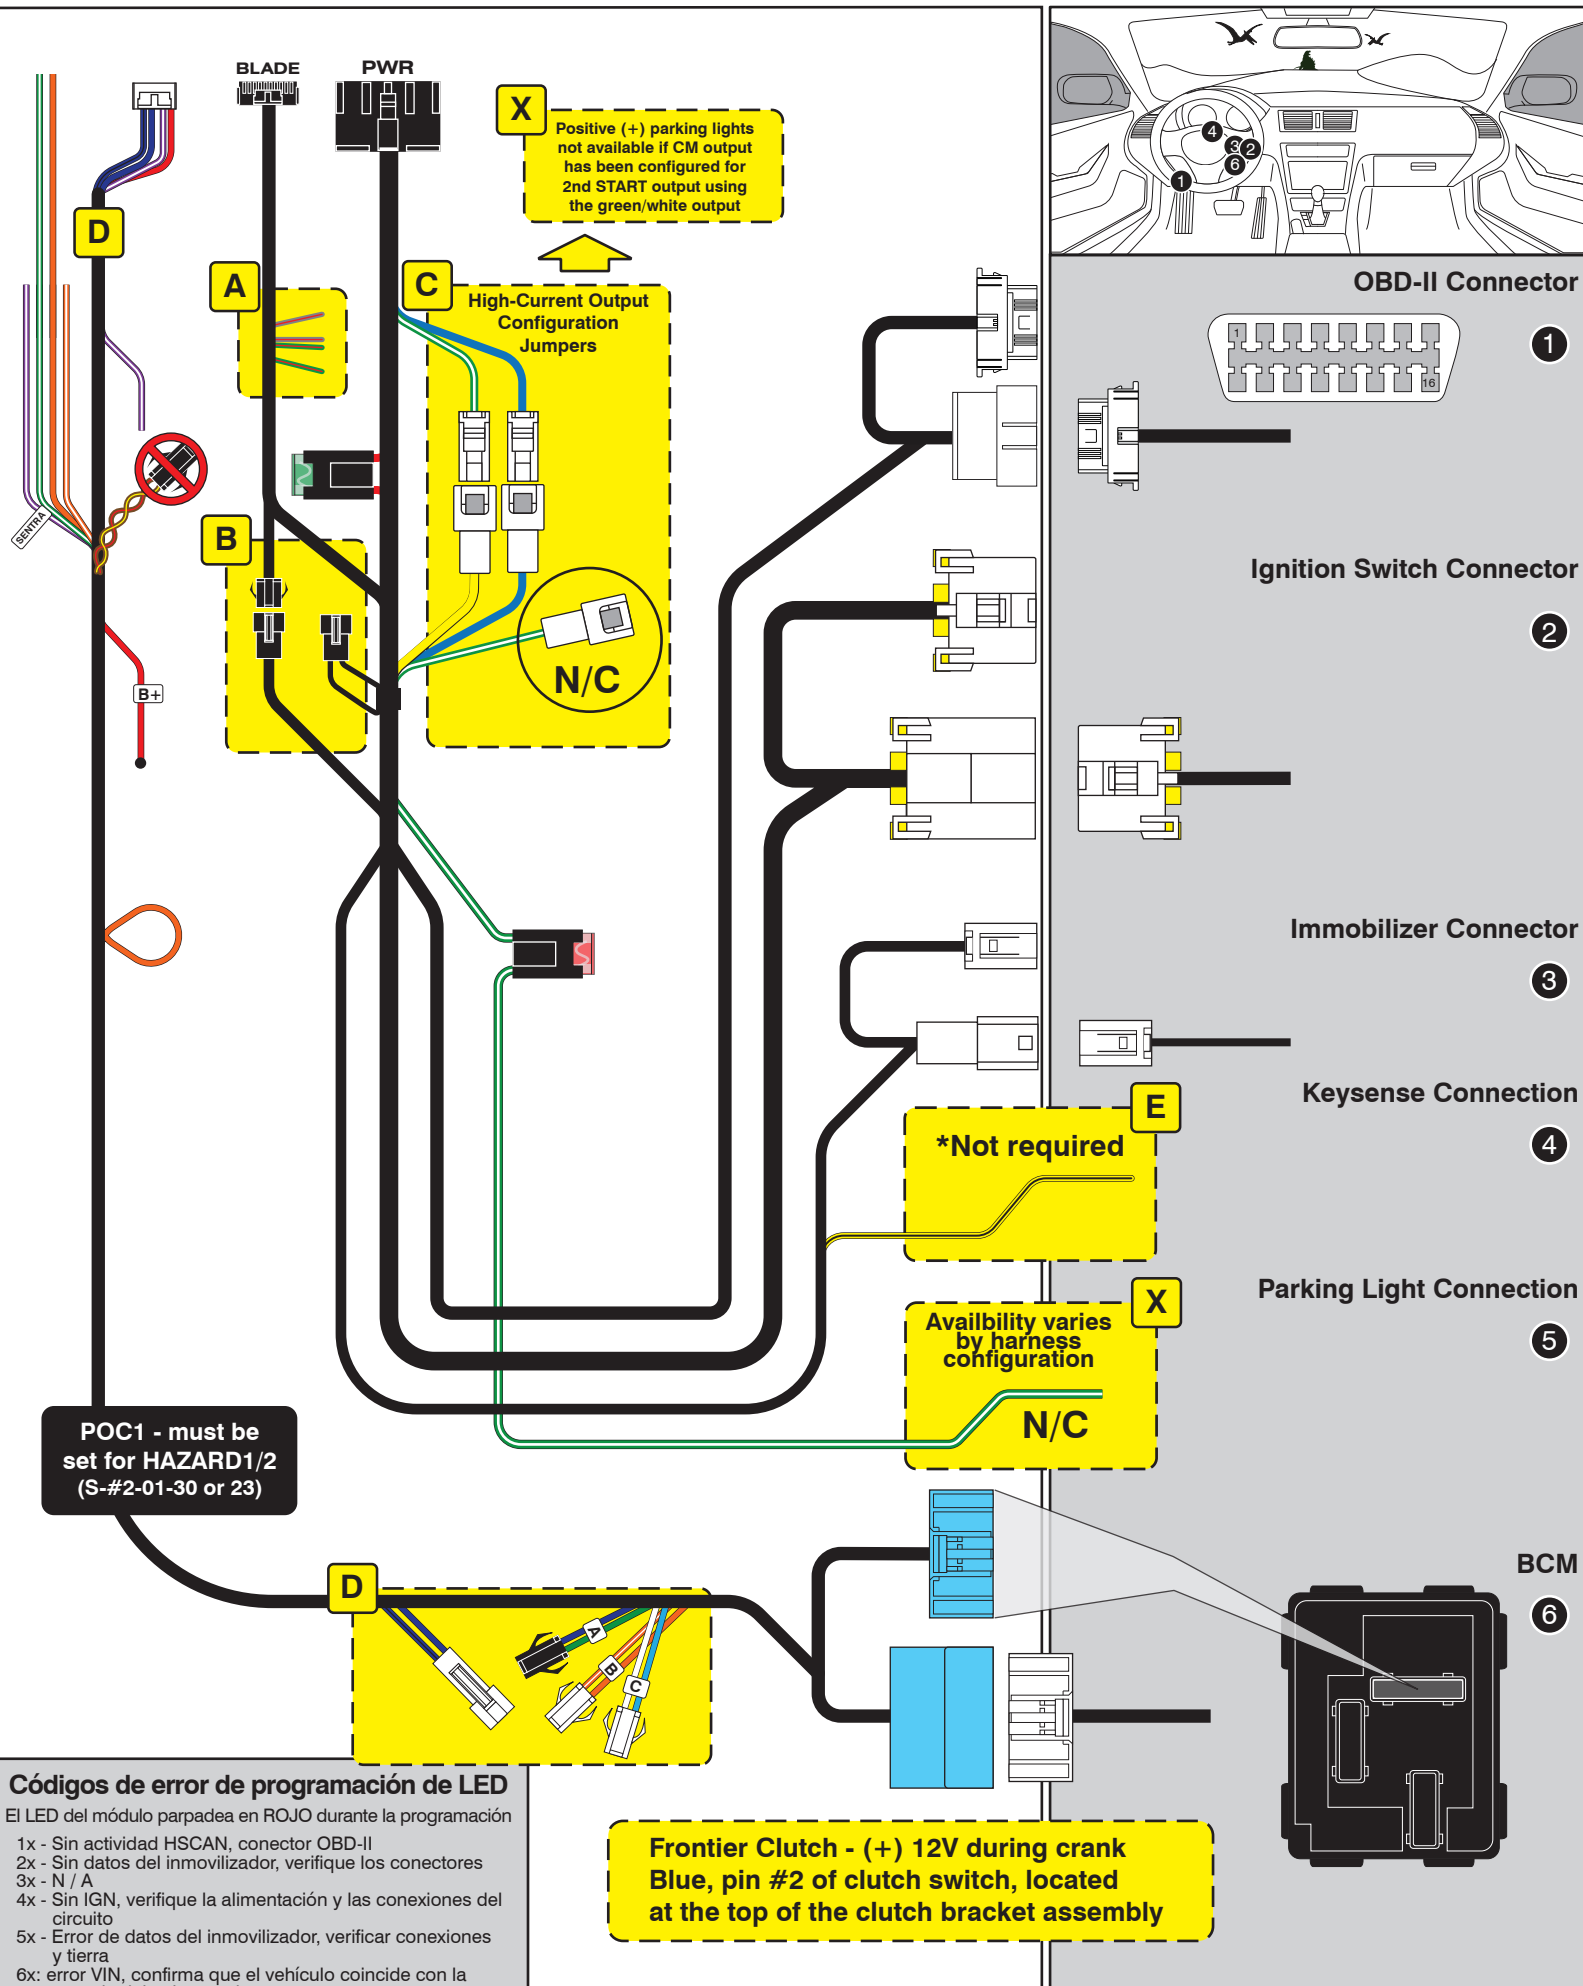 BLADE
PWR
X
Positive (+) parking lights
not available if CM output
has been configured for
2nd START output using
the green/white output
4
3
2
6
1
D
A
C
High-Current Output
Configuration
Jumpers
OBD-II Connector
1
1
16
SENTRA
B
Ignition Switch Connector
2
N/C
B+
Immobilizer Connector
3
Keysense Connection
4
E
*Not required
Parking Light Connection
5
X
Availbility varies
by harness
configuration
N/C
POC1 - must be
set for HAZARD1/2
(S-#2-01-30 or 23)
BCM
6
D
A
B
C
Códigos de error de programación de LED
El LED del módulo parpadea en ROJO durante la programación
1x - Sin actividad HSCAN, conector OBD-II
2x - Sin datos del inmovilizador, verifique los conectores
3x - N / A
4x - Sin IGN, verifique la alimentación y las conexiones del
circuito
5x - Error de datos del inmovilizador, verificar conexiones
y tierra
6x: error VIN, confirma que el vehículo coincide con la
Frontier Clutch - (+) 12V during crank
Blue, pin #2 of clutch switch, located
at the top of the clutch bracket assembly